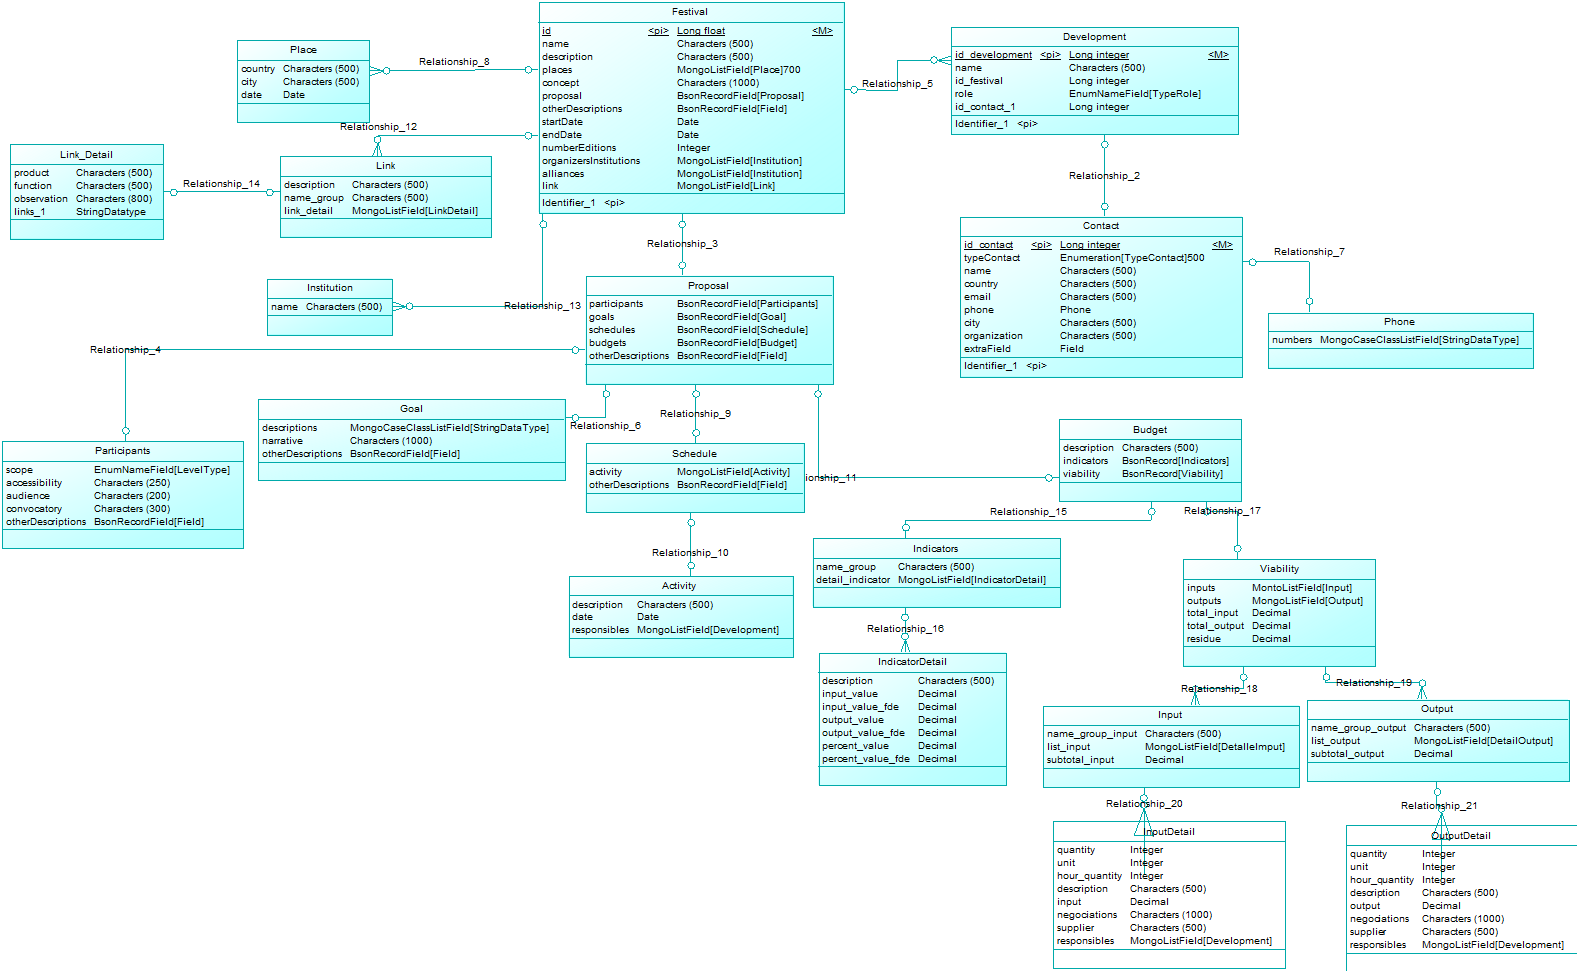 Festival
id <pi> Long float <M>
name Characters (500)
description Characters (500)
places MongoListField[Place]700
concept Characters (1000)
proposal BsonRecordField[Proposal]
otherDescriptions BsonRecordField[Field]
startDate Date
endDate Date
numberEditions Integer
organizersInstitutions MongoListField[Institution]
alliances MongoListField[Institution]
link MongoListField[Link]
Identifier_1 <pi>
Place
country Characters (500)
city Characters (500)
date Date
Relationship_8
Relationship_12
Development
id_development <pi> Long integer <M>
name Characters (500)
id_festival Long integer
role EnumNameField[TypeRole]
id_contact_1 Long integer
Identifier_1 <pi>
Relationship_5
Link_Detail
product Characters (500)
function Characters (500)
observation Characters (800)
links_1 StringDatatype
Relationship_14
Link
description Characters (500)
name_group Characters (500)
link_detail MongoListField[LinkDetail]
Relationship_2
Relationship_3
Contact
id_contact <pi> Long integer <M>
typeContact Enumeration[TypeContact]500
name Characters (500)
country Characters (500)
email Characters (500)
phone Phone
city Characters (500)
organization Characters (500)
extraField Field
Identifier_1 <pi>
Relationship_7
Phone
numbers MongoCaseClassListField[StringDataType]
Institution
name Characters (500)
Relationship_13
Proposal
participants BsonRecordField[Participants]
goals BsonRecordField[Goal]
schedules BsonRecordField[Schedule]
budgets BsonRecordField[Budget]
otherDescriptions BsonRecordField[Field]
Relationship_4
Goal
descriptions MongoCaseClassListField[StringDataType]
narrative Characters (1000)
otherDescriptions BsonRecordField[Field]
Relationship_6
Relationship_9
Participants
scope EnumNameField[LevelType]
accessibility Characters (250)
audience Characters (200)
convocatory Characters (300)
otherDescriptions BsonRecordField[Field]
Schedule
activity MongoListField[Activity]
otherDescriptions BsonRecordField[Field]
ionship_11
Budget
description Characters (500)
indicators BsonRecord[Indicators]
viability BsonRecord[Viability]
Relationship_15
Relationship_17
Relationship_10
Activity
description Characters (500)
date Date
responsibles MongoListField[Development]
Indicators
name_group Characters (500)
detail_indicator MongoListField[IndicatorDetail]
Relationship_16
Viability
inputs MontoListField[Input]
outputs MongoListField[Output]
total_input Decimal
total_output Decimal
residue Decimal
IndicatorDetail
description Characters (500)
input_value Decimal
input_value_fde Decimal
output_value Decimal
output_value_fde Decimal
percent_value Decimal
percent_value_fde Decimal
Relationship_18
Relationship_19
Input
name_group_input Characters (500)
list_input MongoListField[DetalleImput]
subtotal_input Decimal
Output
name_group_output Characters (500)
list_output MongoListField[DetailOutput]
subtotal_output Decimal
Relationship_20
Relationship_21
InputDetail
quantity Integer
unit Integer
hour_quantity Integer
description Characters (500)
input Decimal
negociations Characters (1000)
supplier Characters (500)
responsibles MongoListField[Development]
OutputDetail
quantity Integer
unit Integer
hour_quantity Integer
description Characters (500)
output Decimal
negociations Characters (1000)
supplier Characters (500)
responsibles MongoListField[Development]